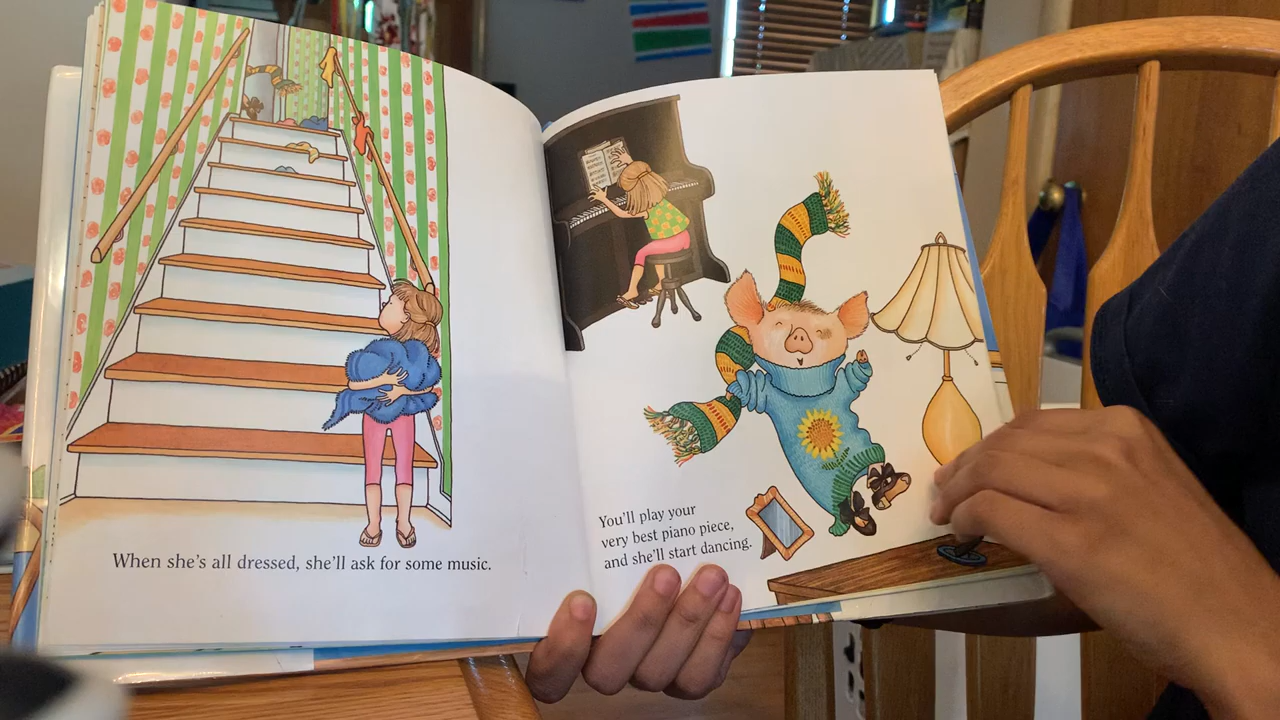 When she's all dressed, she'll ask for some music.
You'll play your
very best piano piece,
and she'll start dancing.